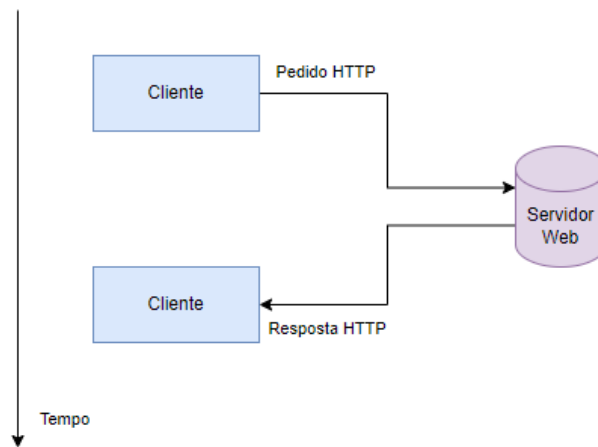 Pedido HTTP
Cliente
Servidor
Web
Cliente
Resposta HTTP
Tempo